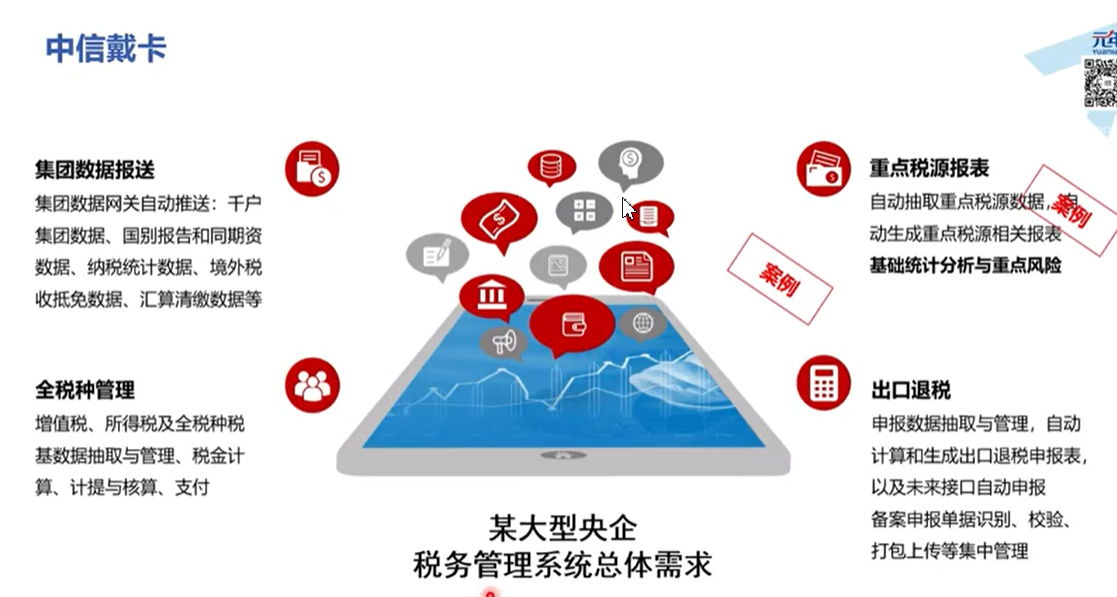 中信戴卡
元年
集团数据报送
集团数据网关自动推送：千户
集团数据、国别报告和同期资
数据、纳税统计数据、境外税
收抵免数据、汇算清缴数据等
全税种管理
增值税、所得税及全税种税
基数据抽取与管理、税金计
算、计提与核算、支付
重点税源报表
自动抽取重点税源数据，自
动生成重点税源相关报表
基础统计分析与重点风险
案例
案例
出口退税
申报数据抽取与管理，自动
计算和生成出口退税申报表，
以及未来接口自动申报
备案申报单据识别、校验、
打包上传等集中管理
某大型央企
税务管理系统总体需求